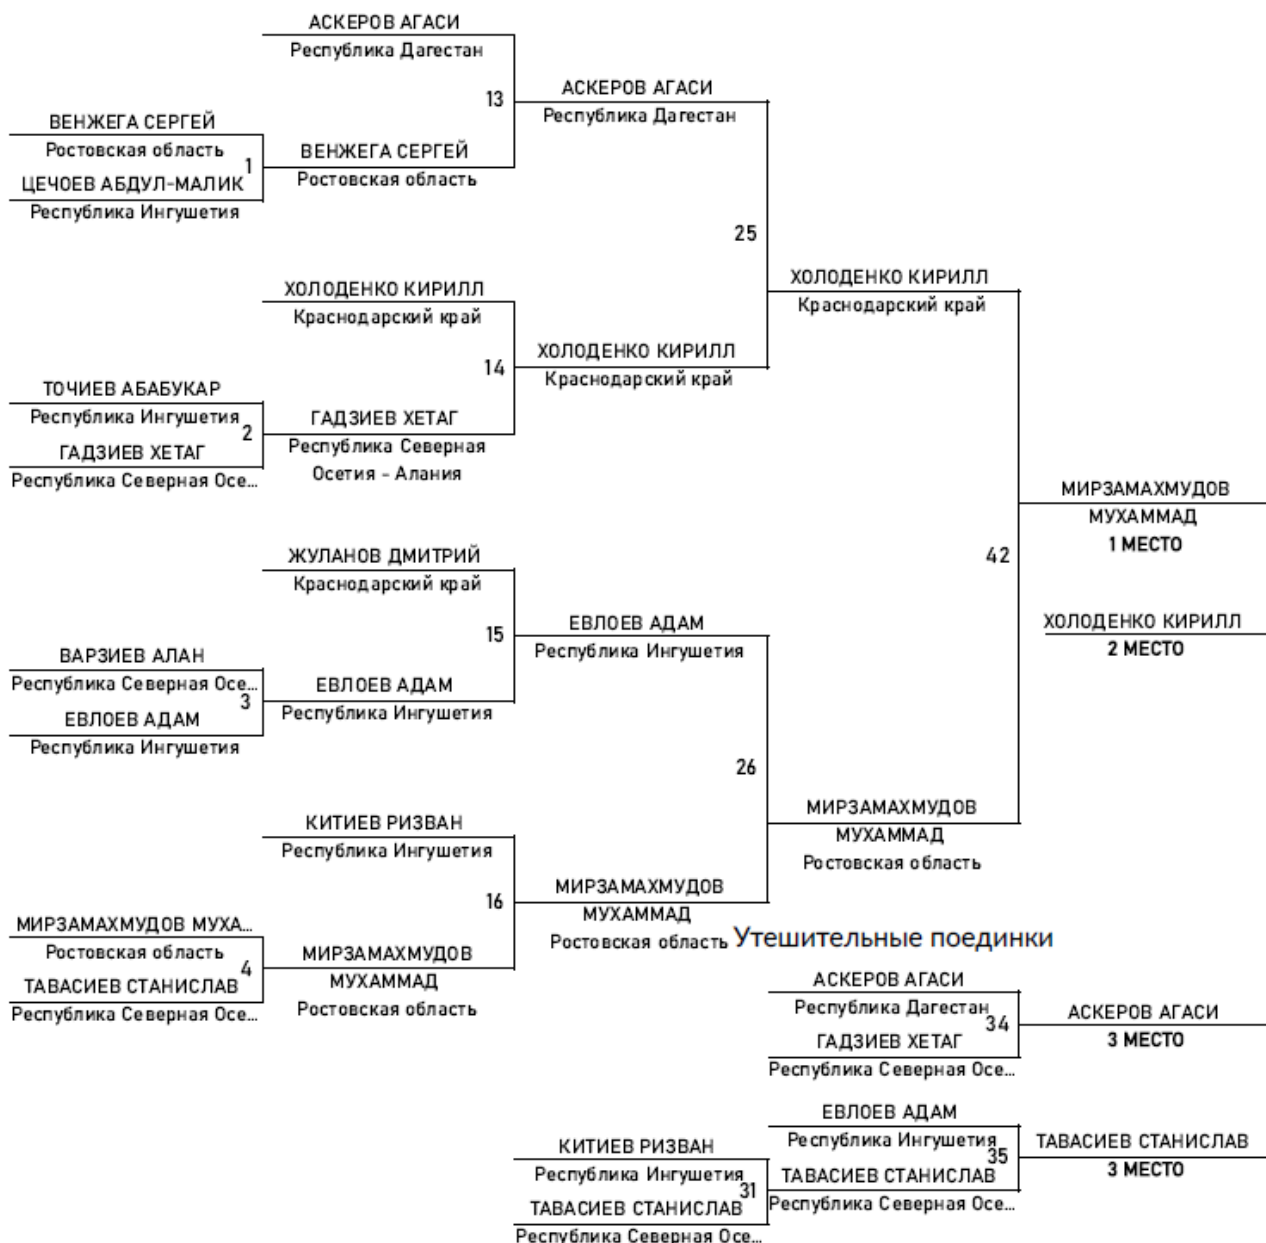 АСКЕРОВ АГАСИ
Республика Дагестан
13
АСКЕРОВ АГАСИ
Республика Дагестан
ВЕНЖЕГА СЕРГЕЙ
Ростовская область
1
ВЕНЖЕГА СЕРГЕЙ
Ростовская область
ЦЕЧОЕВ АБДУЛ-МАЛИК
Республика Ингушетия
25
ХОЛОДЕНКО КИРИЛЛ
Краснодарский край
ХОЛОДЕНКО КИРИЛЛ
Краснодарский край
14
ХОЛОДЕНКО КИРИЛЛ
Краснодарский край
ТОЧИЕВ АБАБУКАР
Республика Ингушетия
2
ГАДЗИЕВ ХЕТАГ
Республика Северная
Осетия - Алания
ГАДЗИЕВ ХЕТАГ
Республика Северная Осе...
МИРЗАМАХМУДОВ
МУХАММАД
1 МЕСТО
42
ЖУЛАНОВ ДМИТРИЙ
Краснодарский край
15
ЕВЛОЕВ АДАМ
Республика Ингушетия
ХОЛОДЕНКО КИРИЛЛ
2 МЕСТО
ВАРЗИЕВ АЛАН
Республика Северная Осе...
3
ЕВЛОЕВ АДАМ
Республика Ингушетия
ЕВЛОЕВ АДАМ
Республика Ингушетия
26
МИРЗАМАХМУДОВ
МУХАММАД
Ростовская область
КИТИЕВ РИЗВАН
Республика Ингушетия
16
МИРЗАМАХМУДОВ
МУХАММАД
Ростовская область
МИРЗАМАХМУДОВ МУХА...
Ростовская область
4
МИРЗАМАХМУДОВ
МУХАММАД
Ростовская область
ТАВАСИЕВ СТАНИСЛАВ
Республика Северная Осе...
Утешительные поединки
АСКЕРОВ АГАСИ
Республика Дагестан
34
АСКЕРОВ АГАСИ
3 МЕСТО
ГАДЗИЕВ ХЕТАГ
Республика Северная Осе...
ЕВЛОЕВ АДАМ
Республика Ингушетия
35
ТАВАСИЕВ СТАНИСЛАВ
3 МЕСТО
КИТИЕВ РИЗВАН
Республика Ингушетия
31
ТАВАСИЕВ СТАНИСЛАВ
Республика Северная Осе...
ТАВАСИЕВ СТАНИСЛАВ
Республика Северная Осе...